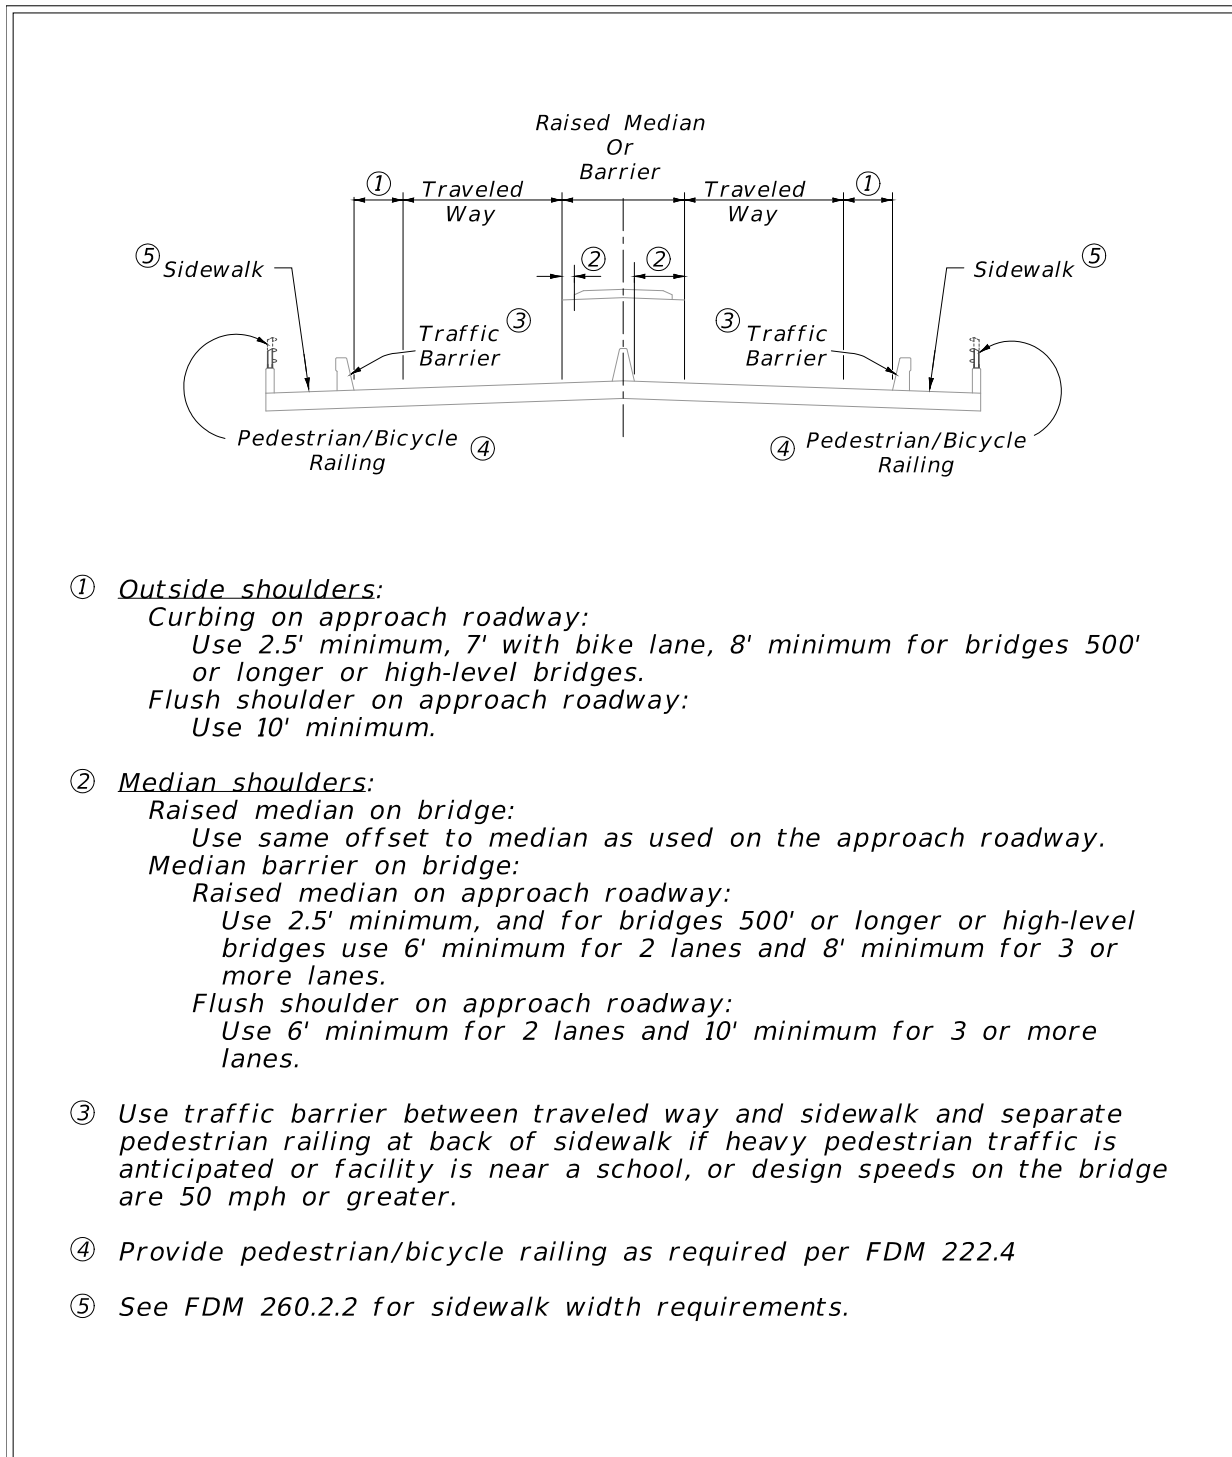 Raised Median
Or
Barrier
① Traveled Way
Traveled Way ①
② ②
⑤ Sidewalk
Sidewalk ⑤
Traffic Barrier ③
③ Traffic Barrier
Pedestrian/Bicycle Railing ④
④ Pedestrian/Bicycle Railing
① Outside shoulders:
Curbing on approach roadway:
Use 2.5' minimum, 7' with bike lane, 8' minimum for bridges 500'
or longer or high-level bridges.
Flush shoulder on approach roadway:
Use 10' minimum.
② Median shoulders:
Raised median on bridge:
Use same offset to median as used on the approach roadway.
Median barrier on bridge:
Raised median on approach roadway:
Use 2.5' minimum, and for bridges 500' or longer or high-level
bridges use 6' minimum for 2 lanes and 8' minimum for 3 or
more lanes.
Flush shoulder on approach roadway:
Use 6' minimum for 2 lanes and 10' minimum for 3 or more
lanes.
③ Use traffic barrier between traveled way and sidewalk and separate
pedestrian railing at back of sidewalk if heavy pedestrian traffic is
anticipated or facility is near a school, or design speeds on the bridge
are 50 mph or greater.
④ Provide pedestrian/bicycle railing as required per FDM 222.4
⑤ See FDM 260.2.2 for sidewalk width requirements.